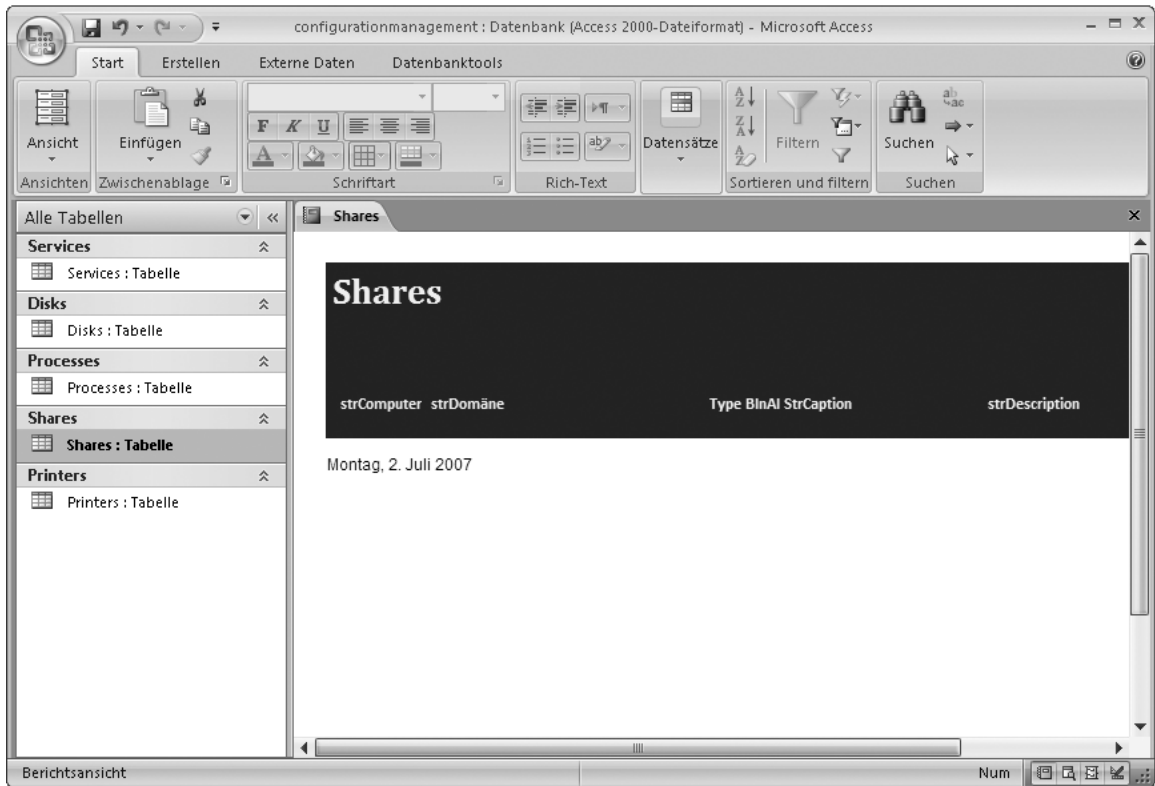 configurationmanagement : Datenbank (Access 2000-Dateiformat) - Microsoft Access
Start Erstellen Externe Daten Datenbanktools
Ansicht
Einfügen
F K U
Datensätze
Filtern
Suchen
Ansichten Zwischenablage Schriftart Rich-Text Sortieren und filtern Suchen
Alle Tabellen
Services
Services : Tabelle
Disks
Disks : Tabelle
Processes
Processes : Tabelle
Shares
Shares : Tabelle
Printers
Printers : Tabelle
Shares
Shares
strComputer strDomäne Type BlnAl StrCaption strDescription
Montag, 2. Juli 2007
Berichtsansicht Num